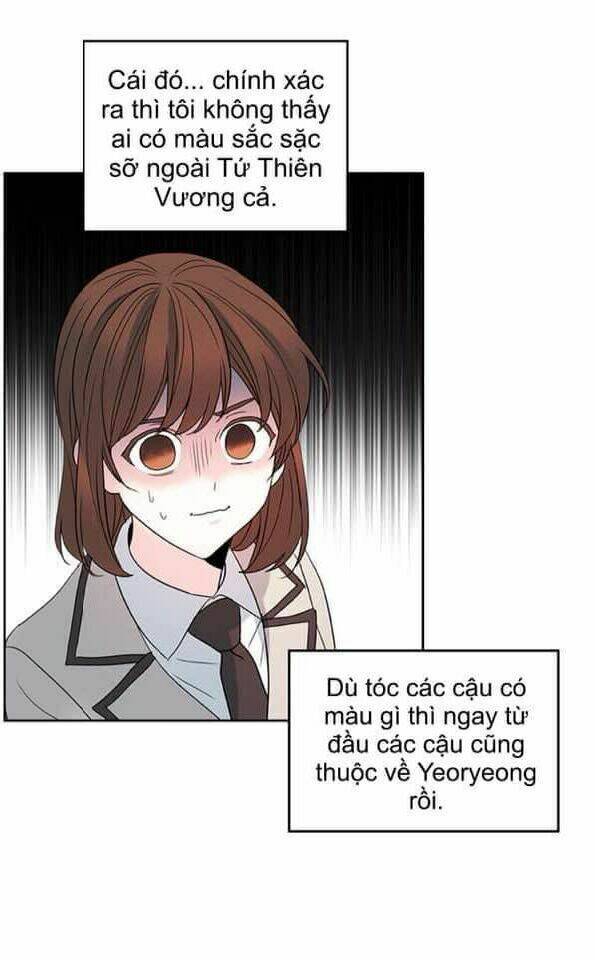 Cái đó... chính xác
ra thì tôi không thấy
ai có màu sắc sặc
sỡ ngoài Tứ Thiên
Vương cả.
Dù tóc các cậu có
màu gì thì ngay từ
đầu các cậu cũng
thuộc về Yeoryeong
rồi.